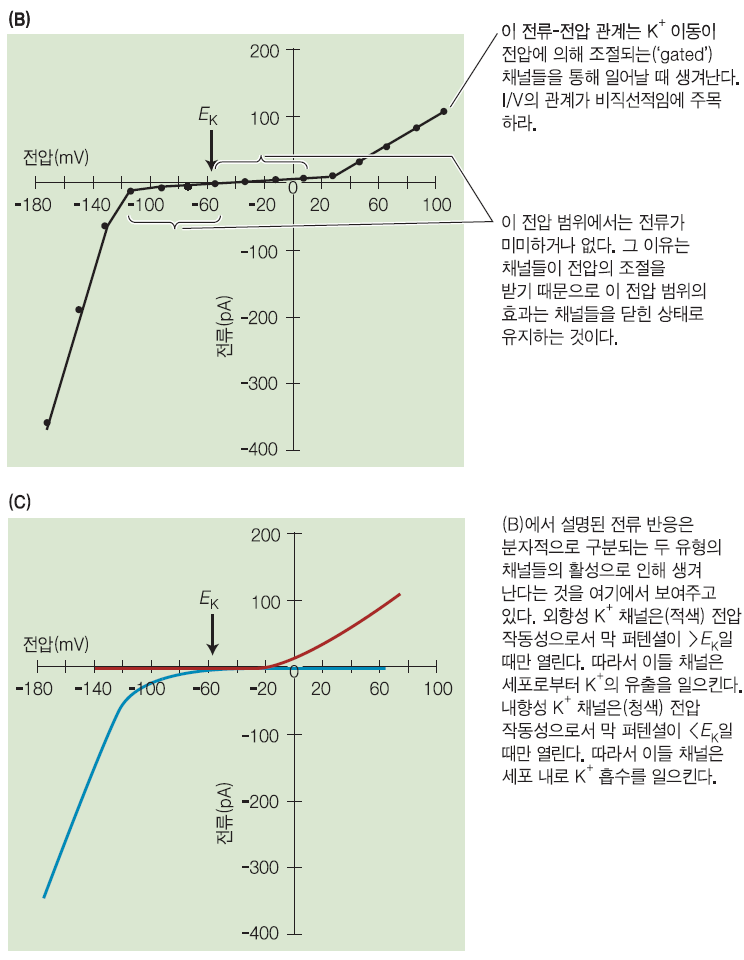 (B)
200
100
E_K
전압(mV)
-180
-140
-100
-60
-20
0
20
60
100
-100
-200
-300
-400
전류(pA)
이 전류-전압 관계는 K⁺ 이동이
전압에 의해 조절되는('gated')
채널들을 통해 일어날 때 생겨난다.
I/V의 관계가 비직선적임에 주목
하라.
이 전압 범위에서는 전류가
미미하거나 없다. 그 이유는
채널들이 전압의 조절을
받기 때문으로 이 전압 범위의
효과는 채널들을 닫힌 상태로
유지하는 것이다.
(C)
200
100
E_K
전압(mV)
-180
-140
-100
-60
-20
0
20
60
100
-100
-200
-300
-400
전류(pA)
(B)에서 설명된 전류 반응은
분자적으로 구분되는 두 유형의
채널들의 활성으로 인해 생겨
난다는 것을 여기에서 보여주고
있다. 외향성 K⁺ 채널은(적색) 전압
작동성으로서 막 퍼텐셜이 >E_K일
때만 열린다. 따라서 이들 채널은
세포로부터 K⁺의 유출을 일으킨다.
내향성 K⁺ 채널은(청색) 전압
작동성으로서 막 퍼텐셜이 <E_K일
때만 열린다. 따라서 이들 채널은
세포 내로 K⁺ 흡수를 일으킨다.